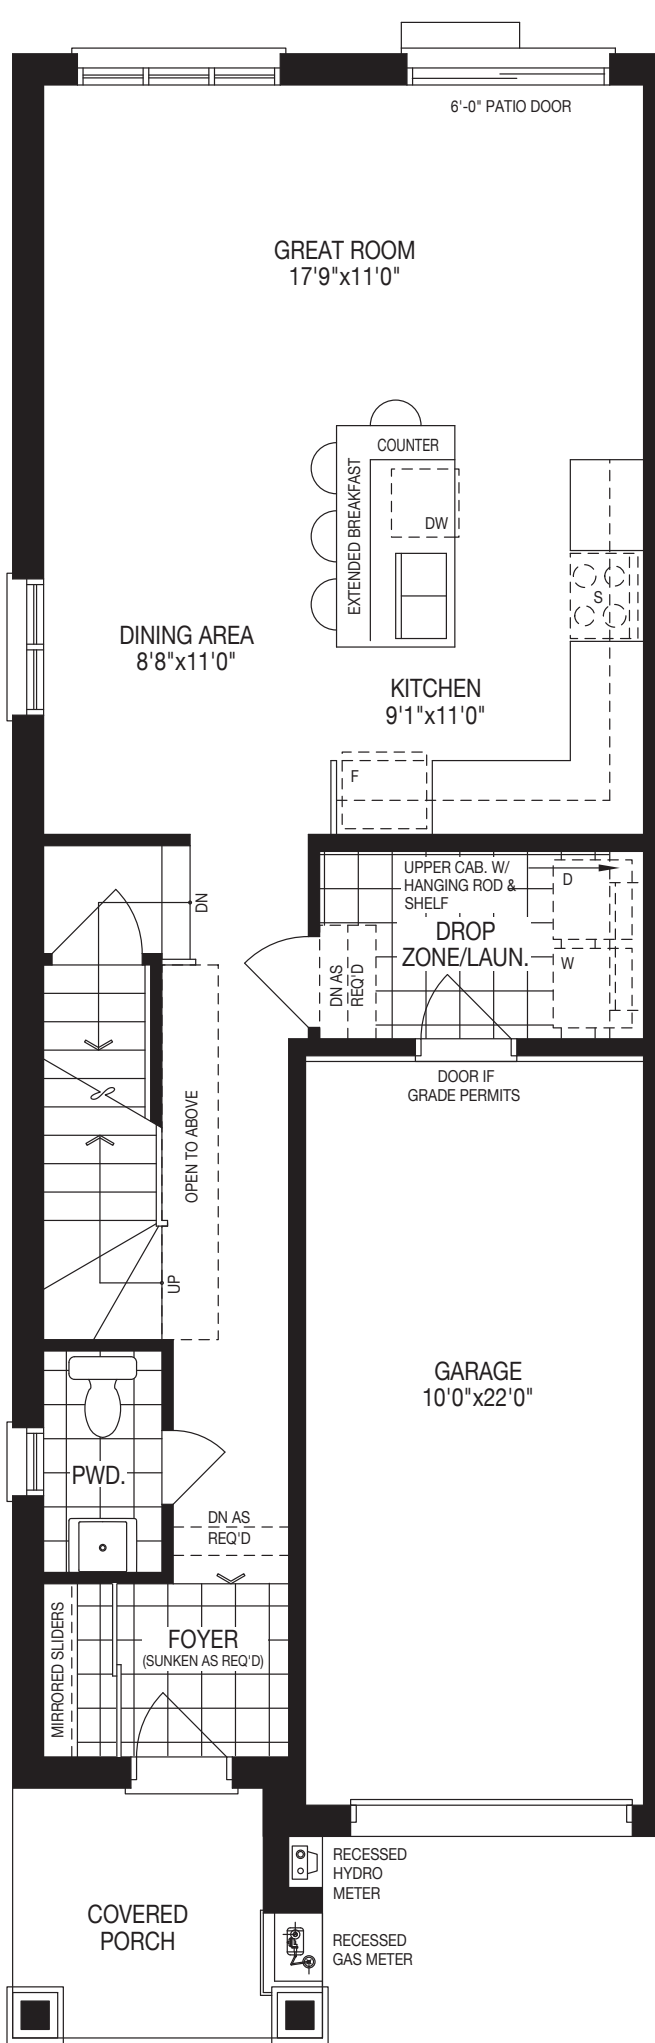 6'-0" PATIO DOOR
GREAT ROOM
17'9"x11'0"
COUNTER
EXTENDED BREAKFAST
DW
S
DINING AREA
8'8"x11'0"
KITCHEN
9'1"x11'0"
F
DN
UPPER CAB. W/
HANGING ROD &
SHELF
D
DROP
ZONE/LAUN.
W
DN AS
REQ'D
DOOR IF
GRADE PERMITS
OPEN TO ABOVE
UP
GARAGE
10'0"x22'0"
PWD.
DN AS
REQ'D
MIRRORED SLIDERS
FOYER
(SUNKEN AS REQ'D)
RECESSED
HYDRO
METER
COVERED
PORCH
RECESSED
GAS METER